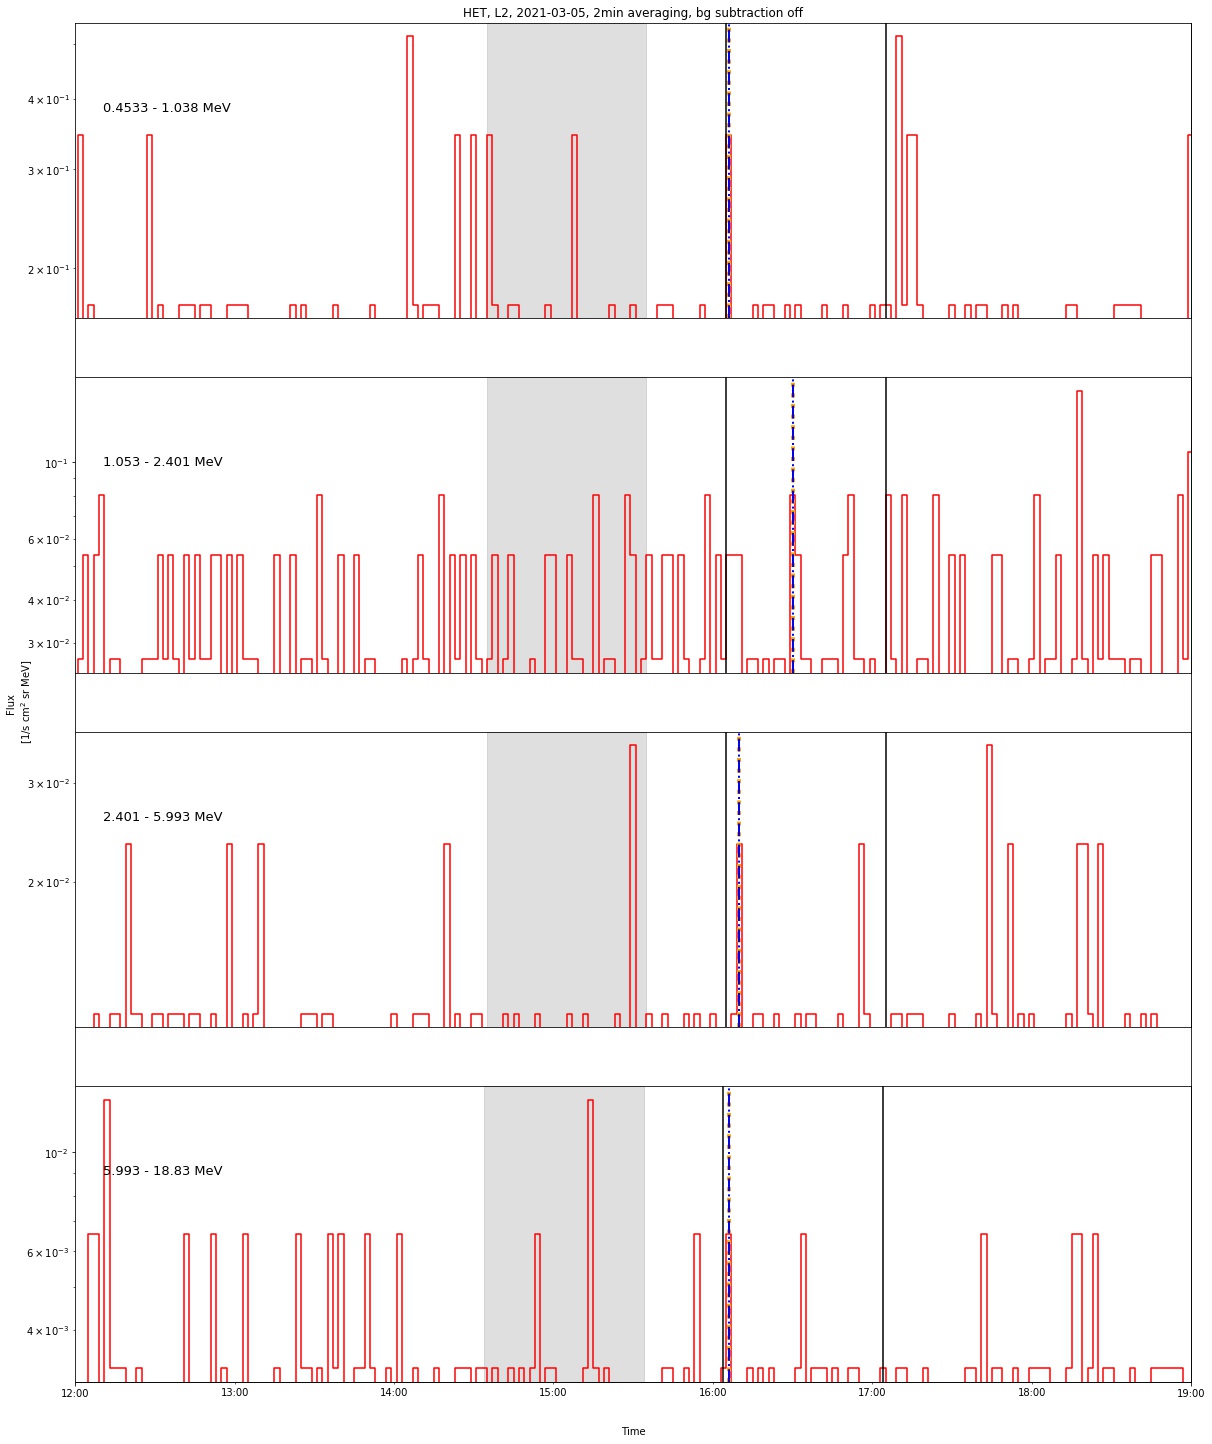 HET, L2, 2021-03-05, 2min averaging, bg subtraction off
4 × 10⁻¹
0.4533 - 1.038 MeV
3 × 10⁻¹
2 × 10⁻¹
10⁻¹
1.053 - 2.401 MeV
6 × 10⁻²
4 × 10⁻²
3 × 10⁻²
Flux
[1/s cm² sr MeV]
3 × 10⁻²
2.401 - 5.993 MeV
2 × 10⁻²
10⁻²
5.993 - 18.83 MeV
6 × 10⁻³
4 × 10⁻³
12:00 13:00 14:00 15:00 16:00 17:00 18:00 19:00
Time